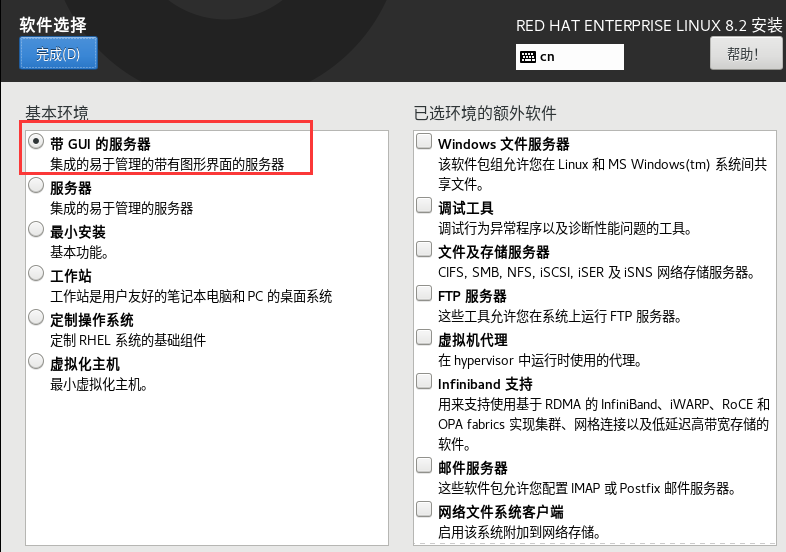 软件选择
RED HAT ENTERPRISE LINUX 8.2 安装
完成(D)
cn
帮助!
基本环境
带 GUI 的服务器
集成的易于管理的带有图形界面的服务器
服务器
集成的易于管理的服务器
最小安装
基本功能。
工作站
工作站是用户友好的笔记本电脑和 PC 的桌面系统
定制操作系统
定制 RHEL 系统的基础组件
虚拟化主机
最小虚拟化主机。
已选环境的额外软件
Windows 文件服务器
该软件包组允许您在 Linux 和 MS Windows(tm) 系统间共
享文件。
调试工具
调试行为异常程序以及诊断性能问题的工具。
文件及存储服务器
CIFS, SMB, NFS, iSCSI, iSER 及 iSNS 网络存储服务器。
FTP 服务器
这些工具允许您在系统上运行 FTP 服务器。
虚拟机代理
在 hypervisor 中运行时使用的代理。
Infiniband 支持
用来支持使用基于 RDMA 的 InfiniBand、iWARP、RoCE 和
OPA fabrics 实现集群、网格连接以及低延迟高带宽存储的
软件。
邮件服务器
这些软件包允许您配置 IMAP 或 Postfix 邮件服务器。
网络文件系统客户端
启用该系统附加到网络存储。